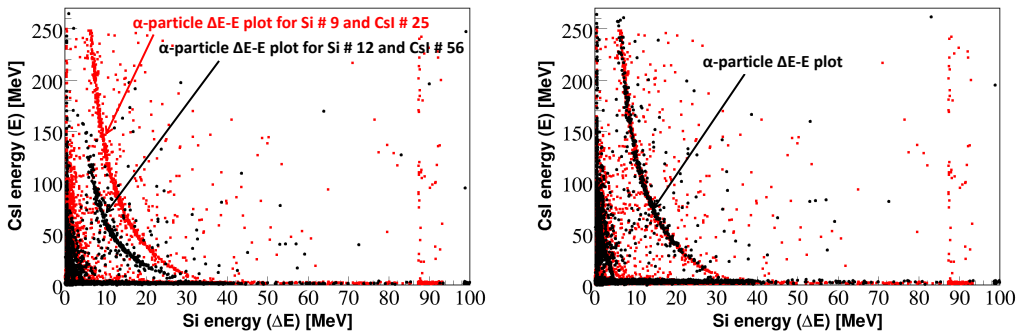 α-particle ΔE-E plot for Si # 9 and CsI # 25
α-particle ΔE-E plot for Si # 12 and CsI # 56
CsI energy (E) [MeV]
250
200
150
100
50
0
0 10 20 30 40 50 60 70 80 90 100
Si energy (ΔE) [MeV]
α-particle ΔE-E plot
CsI energy (E) [MeV]
250
200
150
100
50
0
0 10 20 30 40 50 60 70 80 90 100
Si energy (ΔE) [MeV]